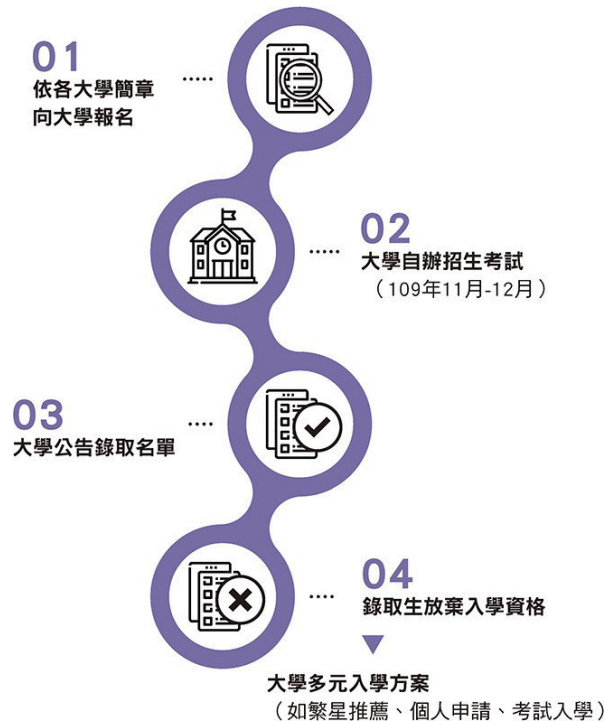 01
依各大學簡章
向大學報名
02
大學自辦招生考試
（109年11月-12月）
03
大學公告錄取名單
04
錄取生放棄入學資格
大學多元入學方案
（如繁星推薦、個人申請、考試入學）